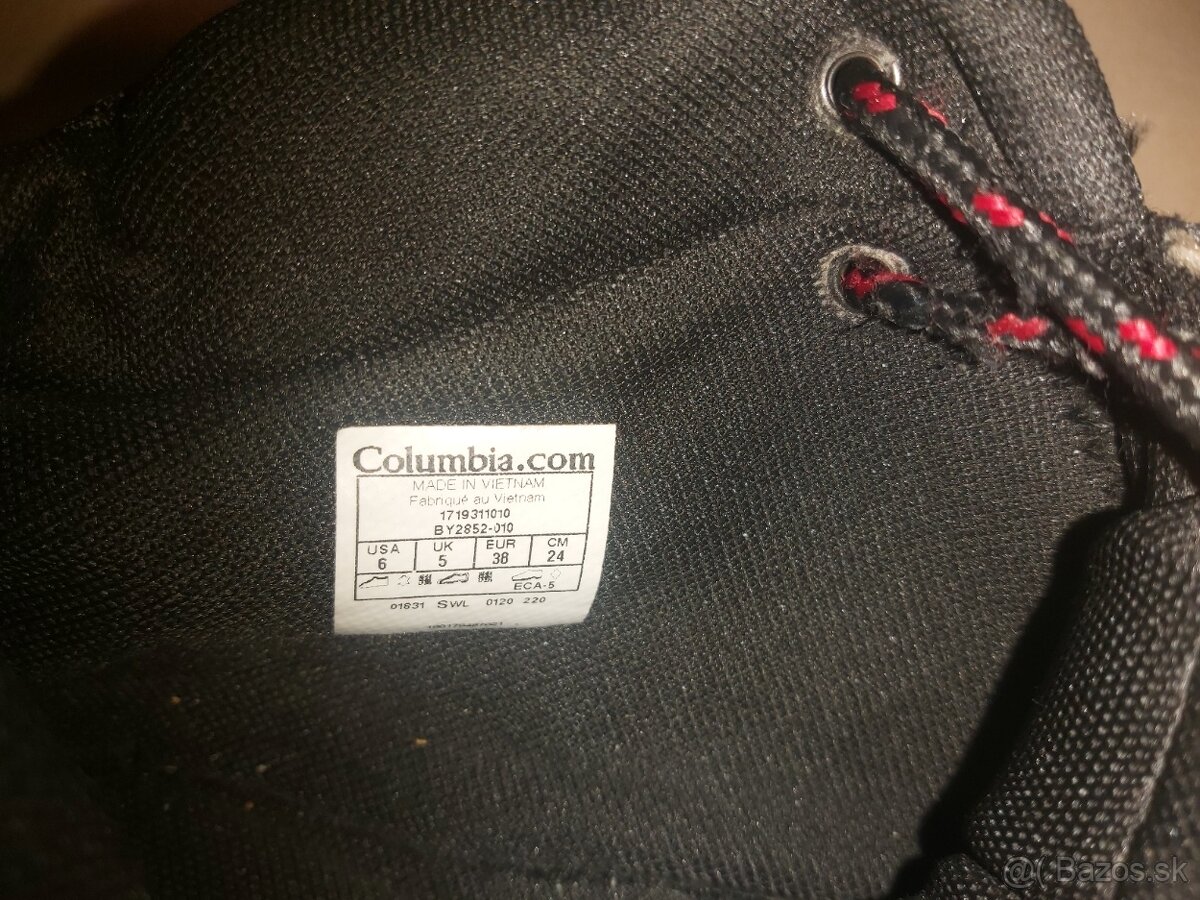 Columbia.com
MADE IN VIETNAM
Fabriqué au Vietnam
1719311010
BY2852-010
USA UK EUR CM
6 5 38 24
ECA-5
01831 SWL 0120 220
@( Bazos.sk